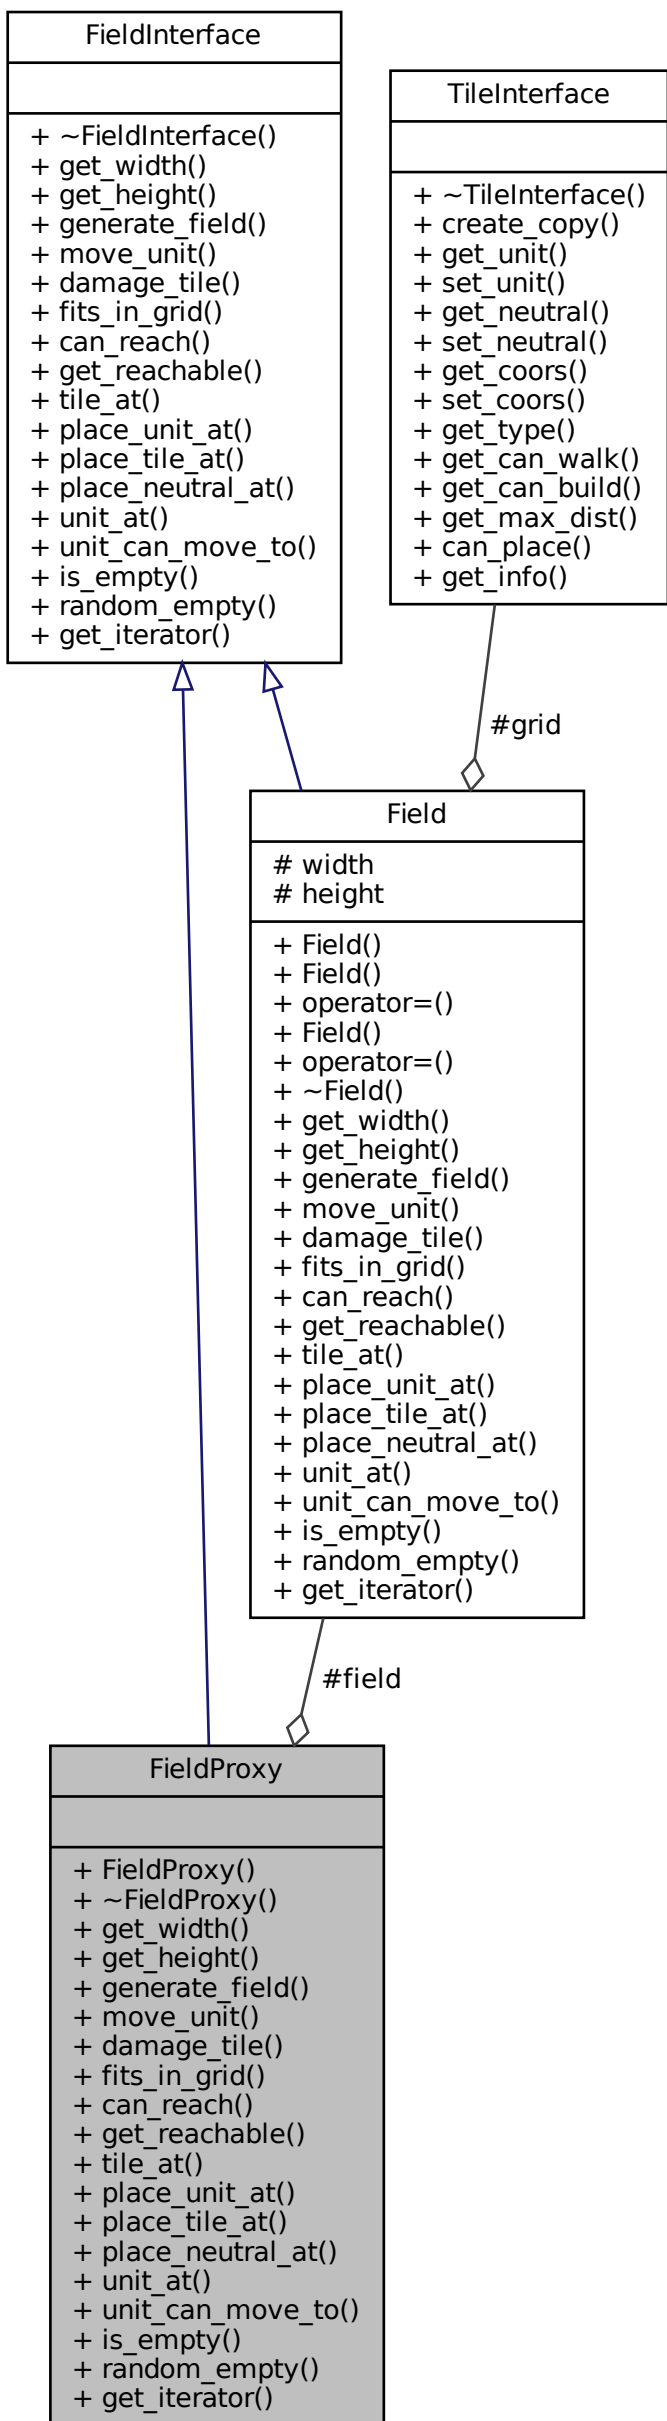 FieldInterface
+ ~FieldInterface()
+ get_width()
+ get_height()
+ generate_field()
+ move_unit()
+ damage_tile()
+ fits_in_grid()
+ can_reach()
+ get_reachable()
+ tile_at()
+ place_unit_at()
+ place_tile_at()
+ place_neutral_at()
+ unit_at()
+ unit_can_move_to()
+ is_empty()
+ random_empty()
+ get_iterator()
TileInterface
+ ~TileInterface()
+ create_copy()
+ get_unit()
+ set_unit()
+ get_neutral()
+ set_neutral()
+ get_coors()
+ set_coors()
+ get_type()
+ get_can_walk()
+ get_can_build()
+ get_max_dist()
+ can_place()
+ get_info()
#grid
Field
# width
# height
+ Field()
+ Field()
+ operator=()
+ Field()
+ operator=()
+ ~Field()
+ get_width()
+ get_height()
+ generate_field()
+ move_unit()
+ damage_tile()
+ fits_in_grid()
+ can_reach()
+ get_reachable()
+ tile_at()
+ place_unit_at()
+ place_tile_at()
+ place_neutral_at()
+ unit_at()
+ unit_can_move_to()
+ is_empty()
+ random_empty()
+ get_iterator()
#field
FieldProxy
+ FieldProxy()
+ ~FieldProxy()
+ get_width()
+ get_height()
+ generate_field()
+ move_unit()
+ damage_tile()
+ fits_in_grid()
+ can_reach()
+ get_reachable()
+ tile_at()
+ place_unit_at()
+ place_tile_at()
+ place_neutral_at()
+ unit_at()
+ unit_can_move_to()
+ is_empty()
+ random_empty()
+ get_iterator()